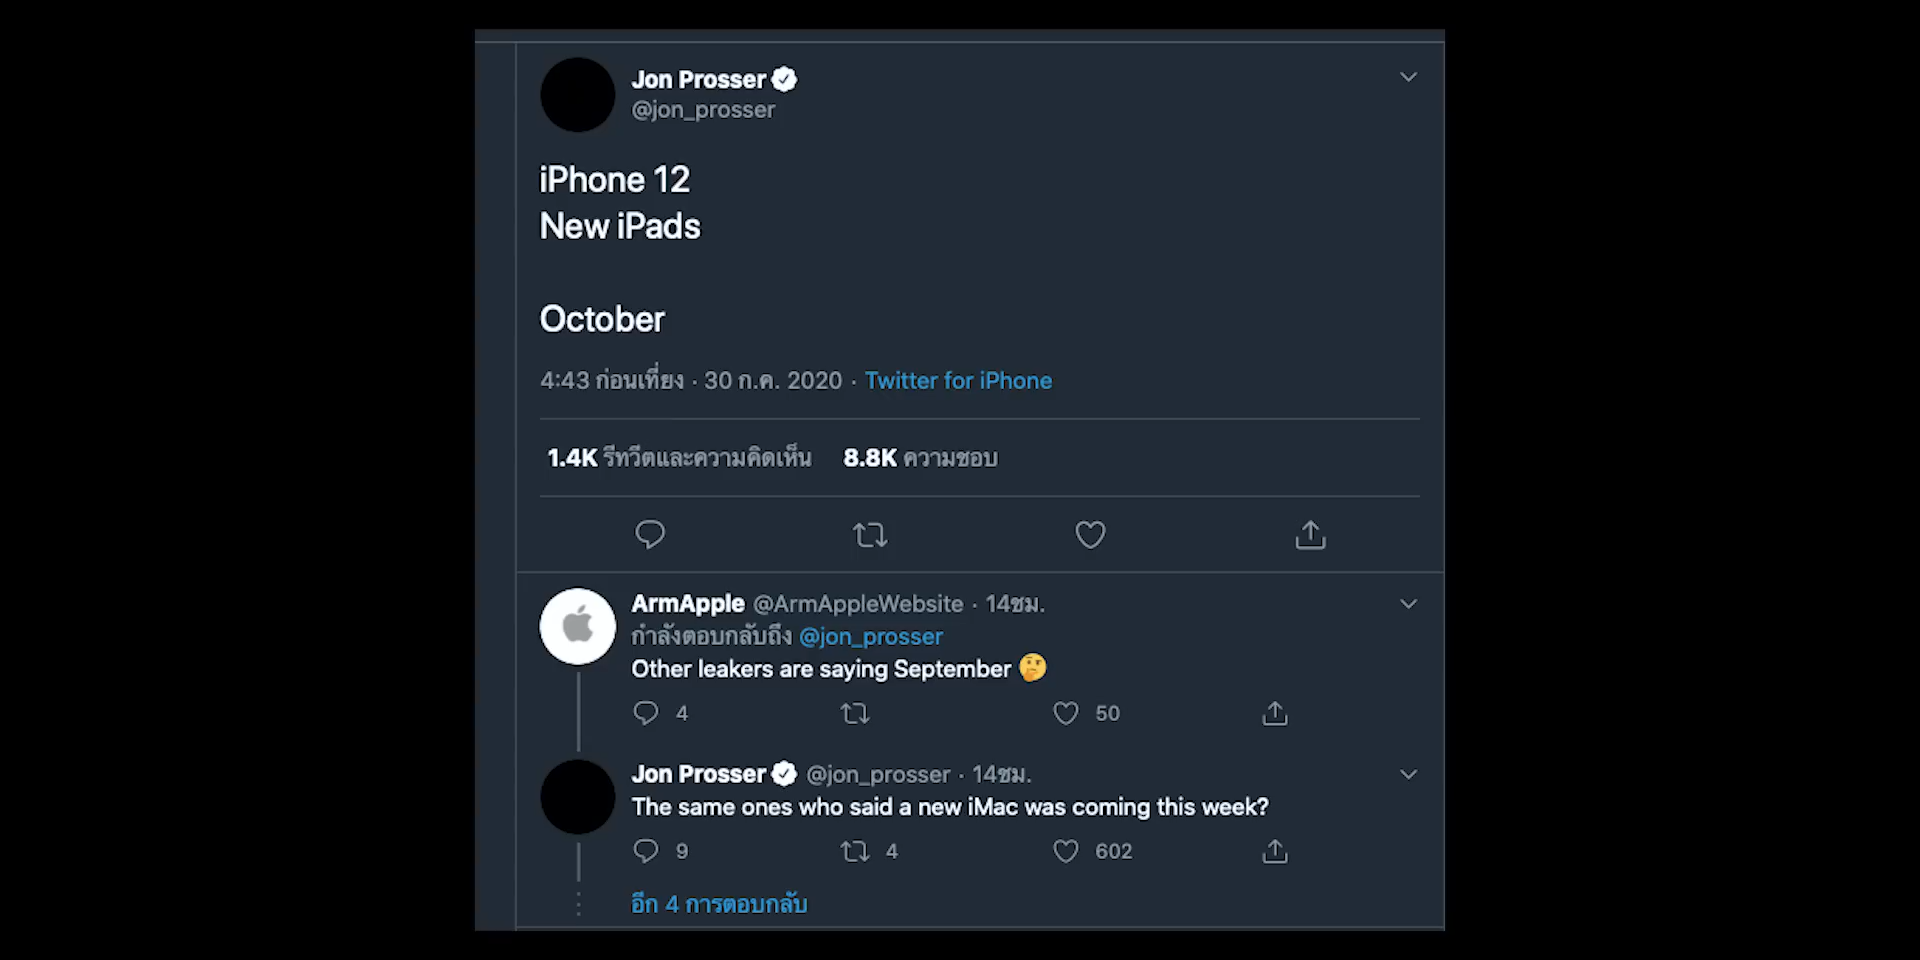 Jon Prosser
@jon_prosser
iPhone 12
New iPads
October
4:43 ก่อนเที่ยง · 30 ก.ค. 2020 · Twitter for iPhone
1.4K รีทวีตและความคิดเห็น 8.8K ความชอบ
ArmApple @ArmAppleWebsite · 14ชม.
กำลังตอบกลับถึง @jon_prosser
Other leakers are saying September 🤔
4 50
Jon Prosser @jon_prosser · 14ชม.
The same ones who said a new iMac was coming this week?
9 4 602
อีก 4 การตอบกลับ